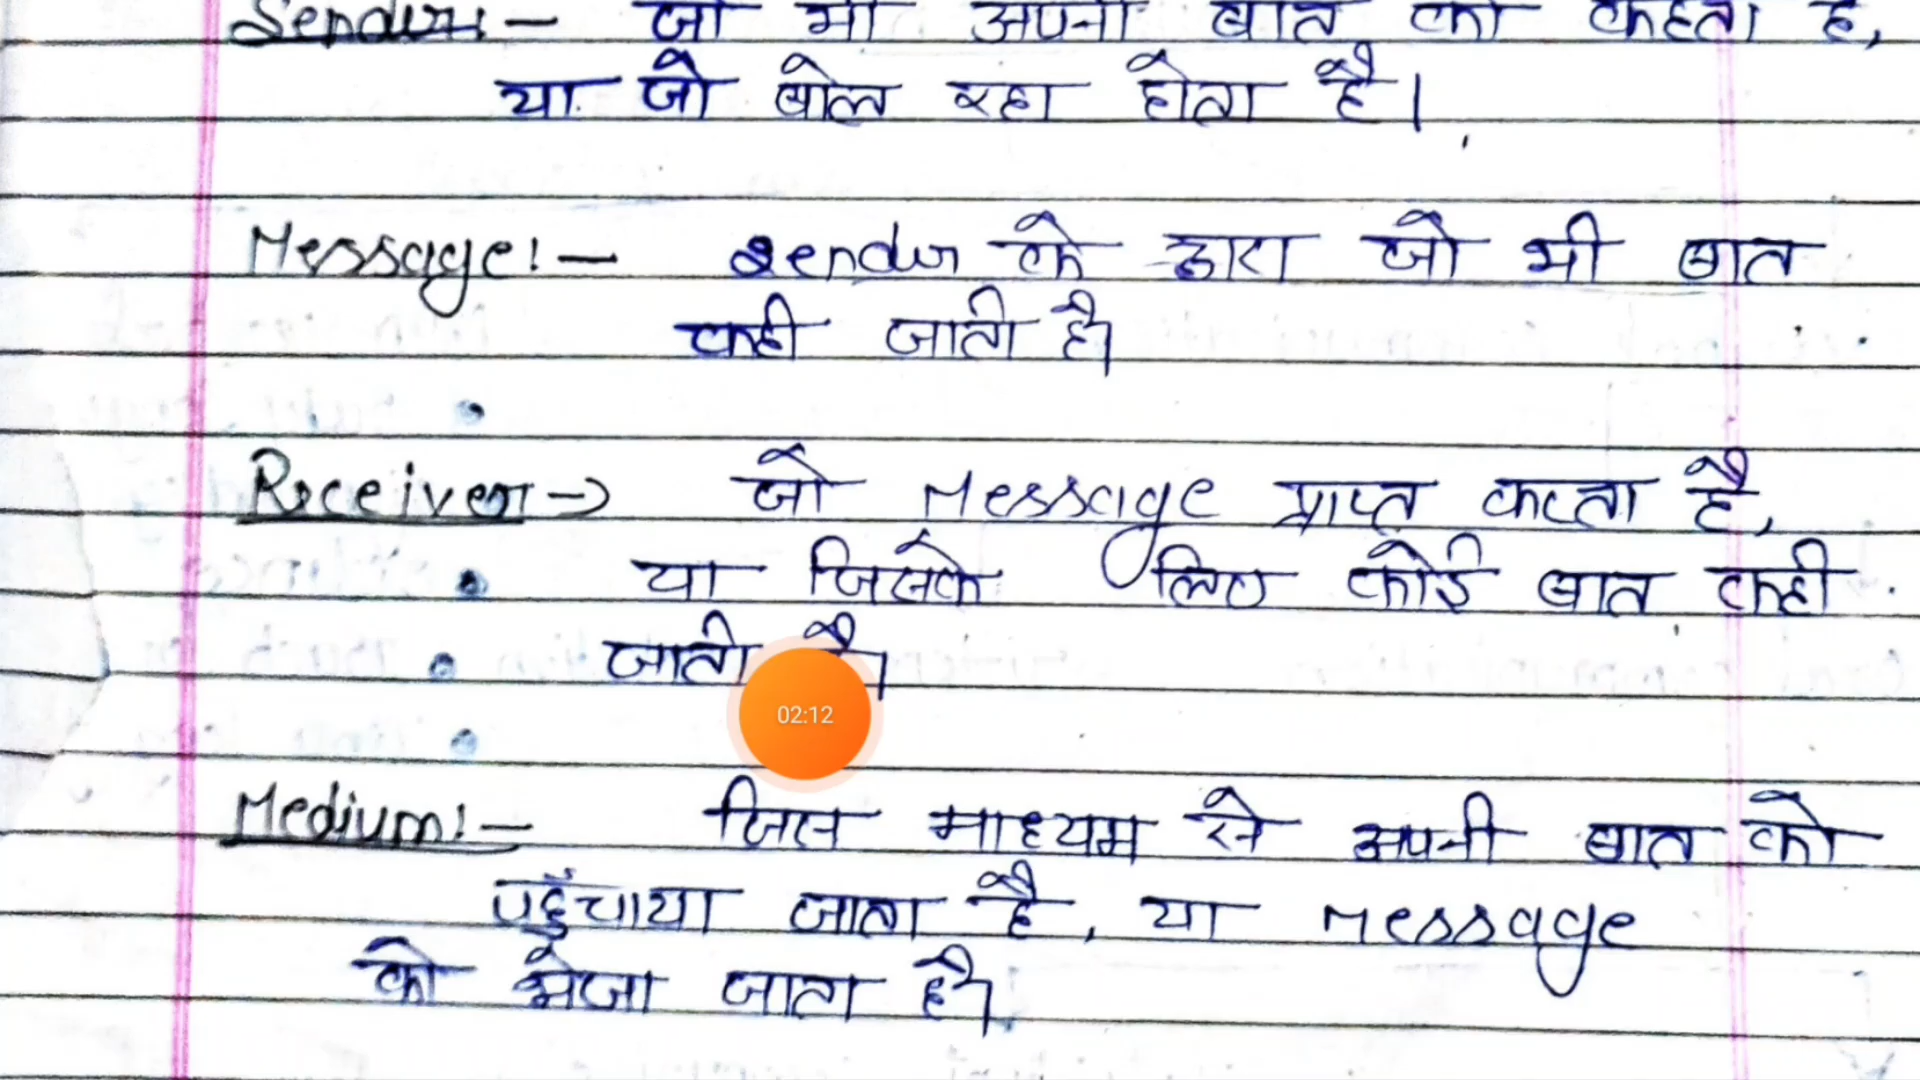 Sender:- जो भी अपनी बात को कहता है,
या जो बोल रहा होता है।
Message:- sender के द्वारा जो भी बात
कही जाती है।
Receiver→ जो Message प्राप्त करता है,
या जिसके लिए कोई बात कही
जाती है।
02:12
Medium:- जिस माध्यम से अपनी बात को
पहुँचाया जाता है, या Message
को भेजा जाता है।